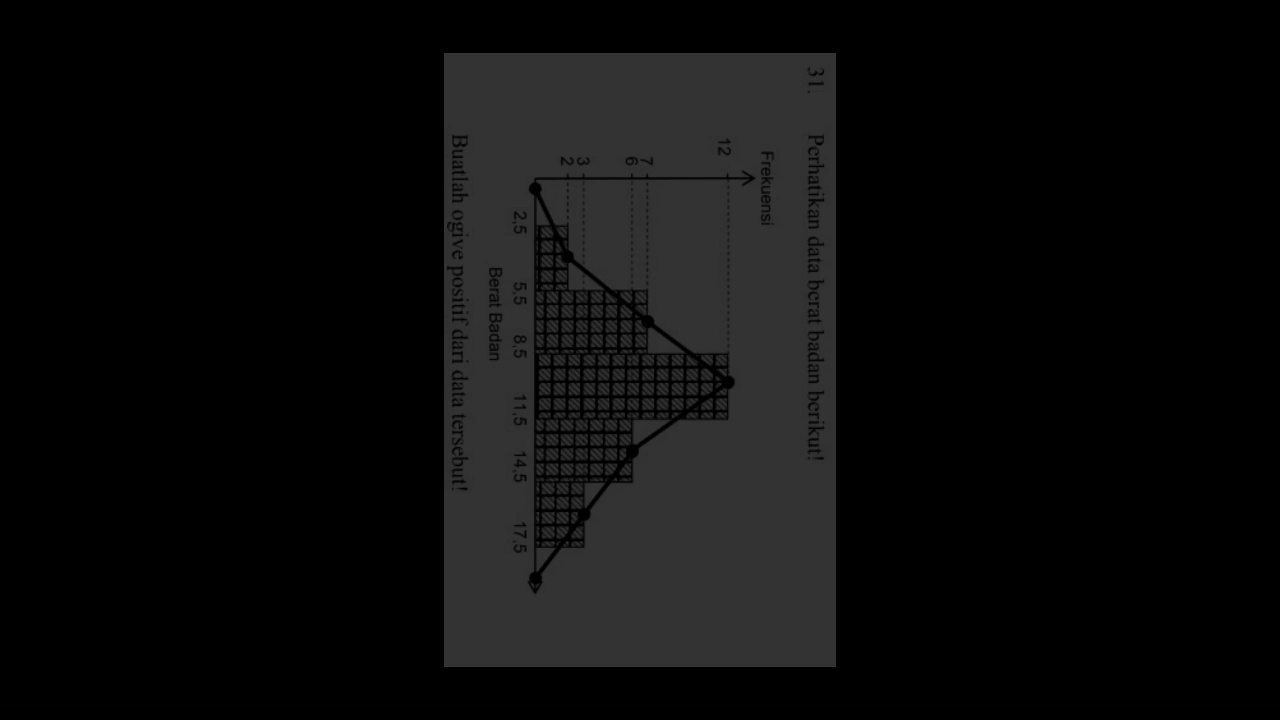 31. Perhatikan data berat badan berikut!
Frekuensi
12
7
6
3
2
2,5 5,5 8,5 11,5 14,5 17,5
Berat Badan
Buatlah ogive positif dari data tersebut!